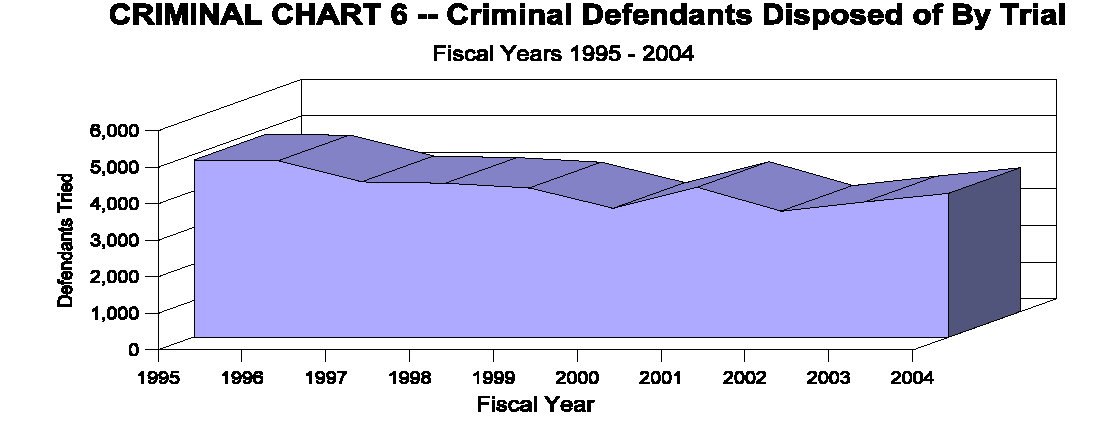 CRIMINAL CHART 6 -- Criminal Defendants Disposed of By Trial
Fiscal Years 1995 - 2004
Defendants Tried
6,000
5,000
4,000
3,000
2,000
1,000
0
1995 1996 1997 1998 1999 2000 2001 2002 2003 2004
Fiscal Year